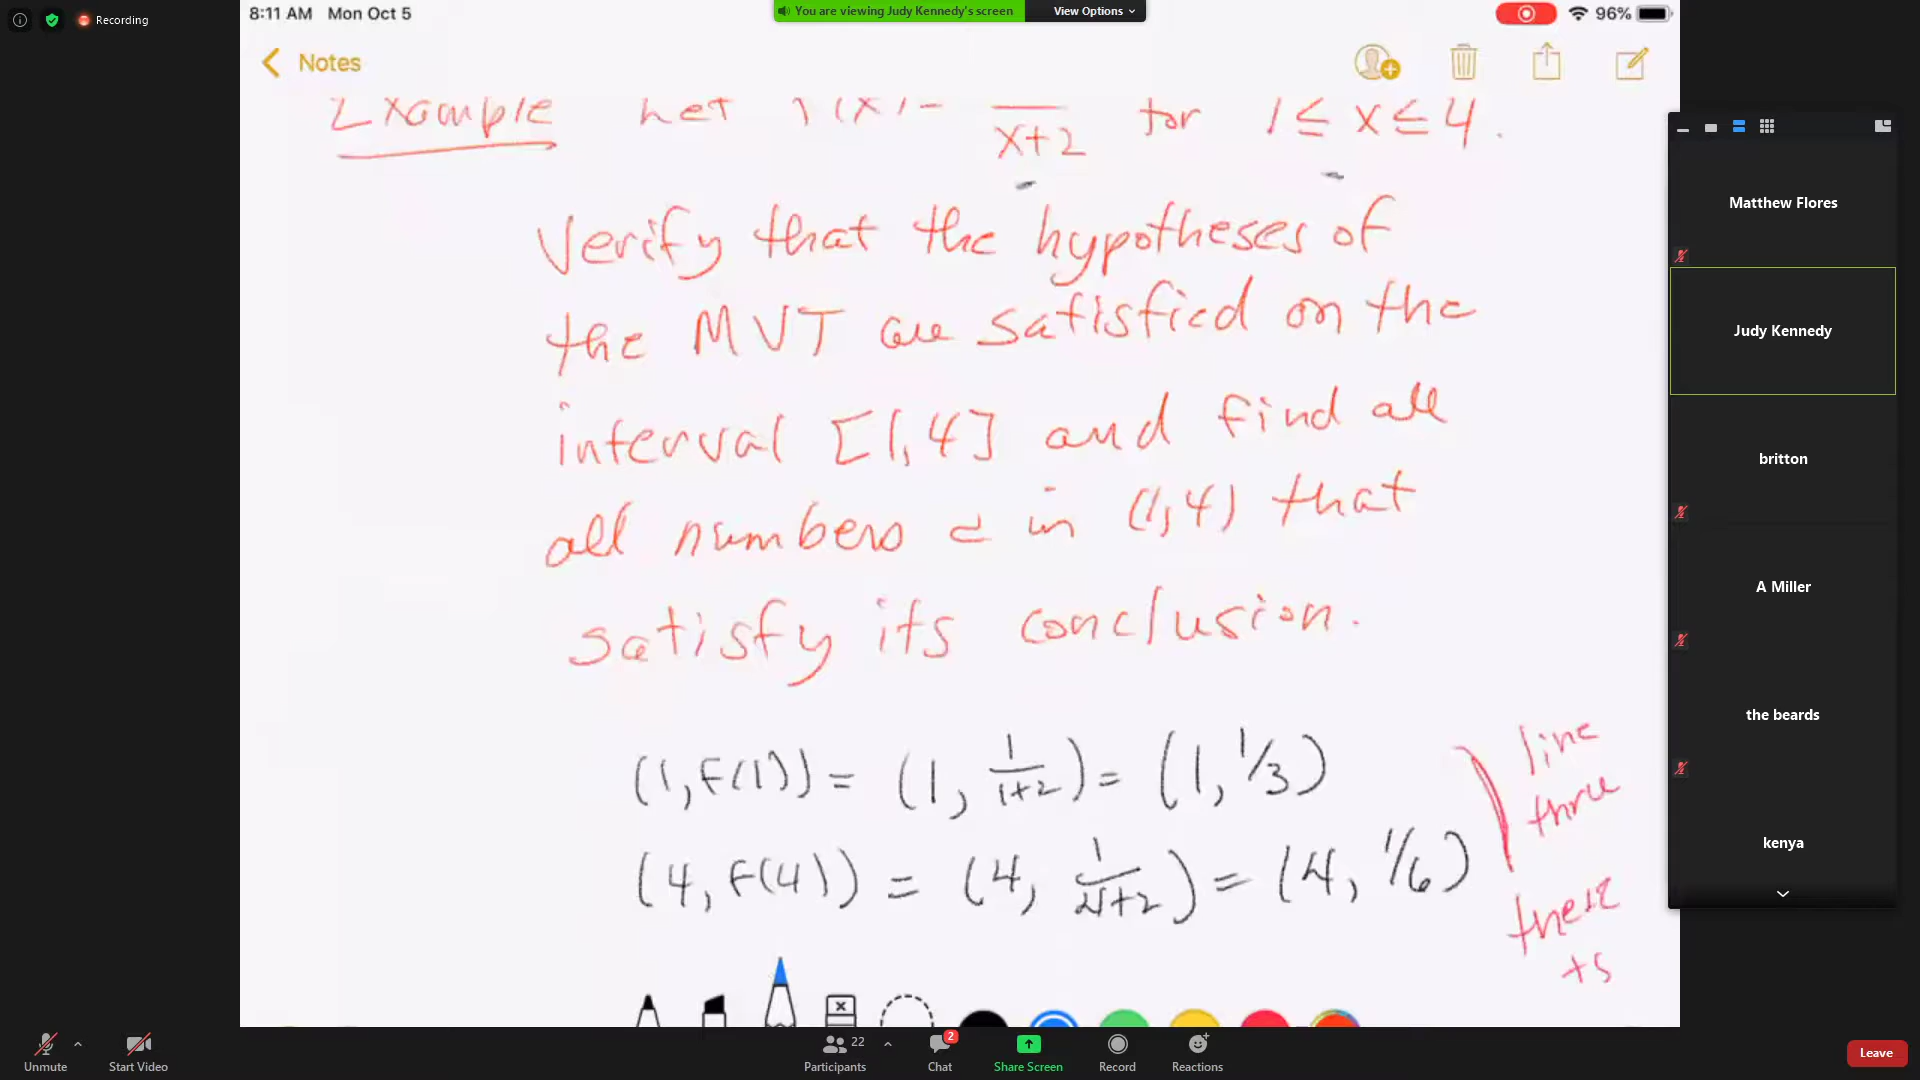 8:11 AM Mon Oct 5
Recording
You are viewing Judy Kennedy's screen
View Options
96%
Notes
Example Let f(x) = — for 1 ≤ x ≤ 4.
x+2
Verify that the hypotheses of
the MVT are satisfied on the
interval [1,4] and find all
all numbers c in (1,4) that
satisfy its conclusion.
(1, f(1)) = (1, 1/(1+2)) = (1, 1/3)
(4, f(4)) = (4, 1/(4+2)) = (4, 1/6)
line
thru
these
Matthew Flores
Judy Kennedy
britton
A Miller
the beards
kenya
Unmute
Start Video
Participants
22
Chat
2
Share Screen
Record
Reactions
Leave